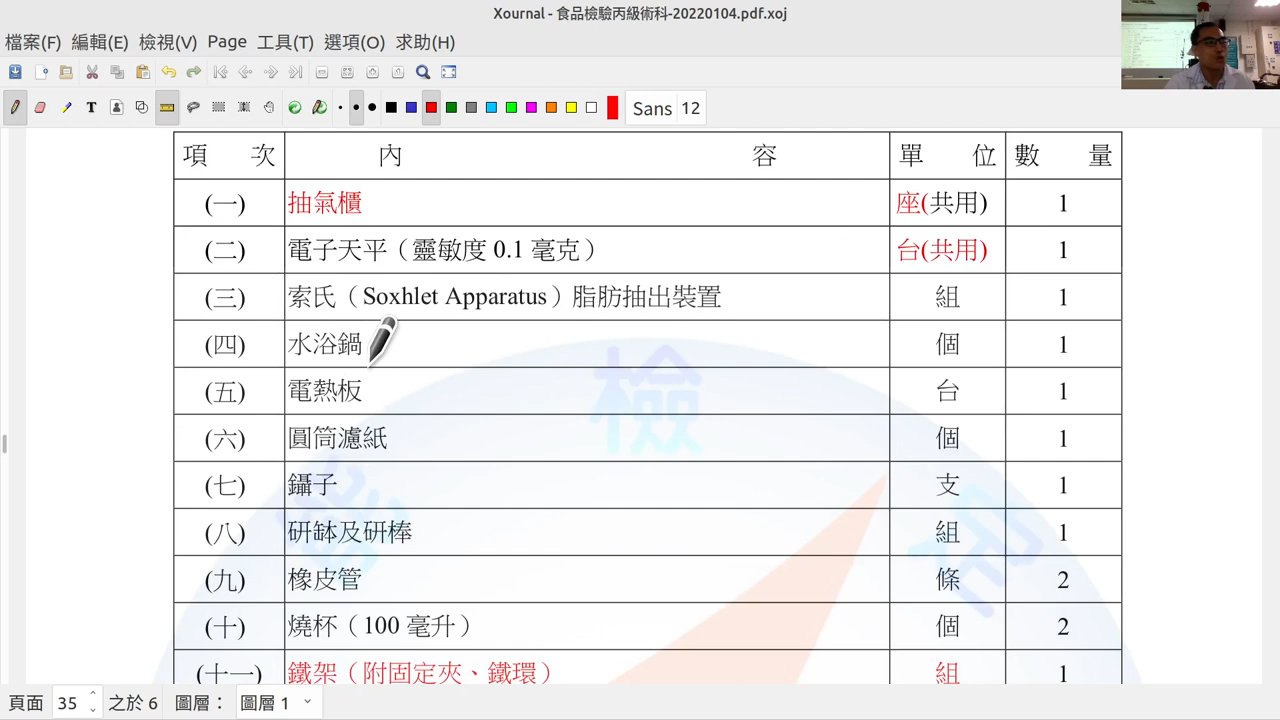 Xournal - 食品檢驗丙級術科-20220104.pdf.xoj
檔案(F) 編輯(E) 檢視(V) Page 工具(T) (O) 求助
Sans 12
項 次 內 容 單 位 數 量
(一) 抽氣櫃 座(共用) 1
(二) 電子天平（靈敏度 0.1 毫克） 台(共用) 1
(三) 索氏（Soxhlet Apparatus）脂肪抽出裝置 組 1
(四) 水浴鍋 個 1
(五) 電熱板 台 1
(六) 圓筒濾紙 個 1
(七) 鑷子 支 1
(八) 研缽及研棒 組 1
(九) 橡皮管 條 2
(十) 燒杯（100 毫升） 個 2
(十一) 鐵架（附固定夾、鐵環） 組 1
檢
頁面 35 之於 6 圖層： 圖層 1